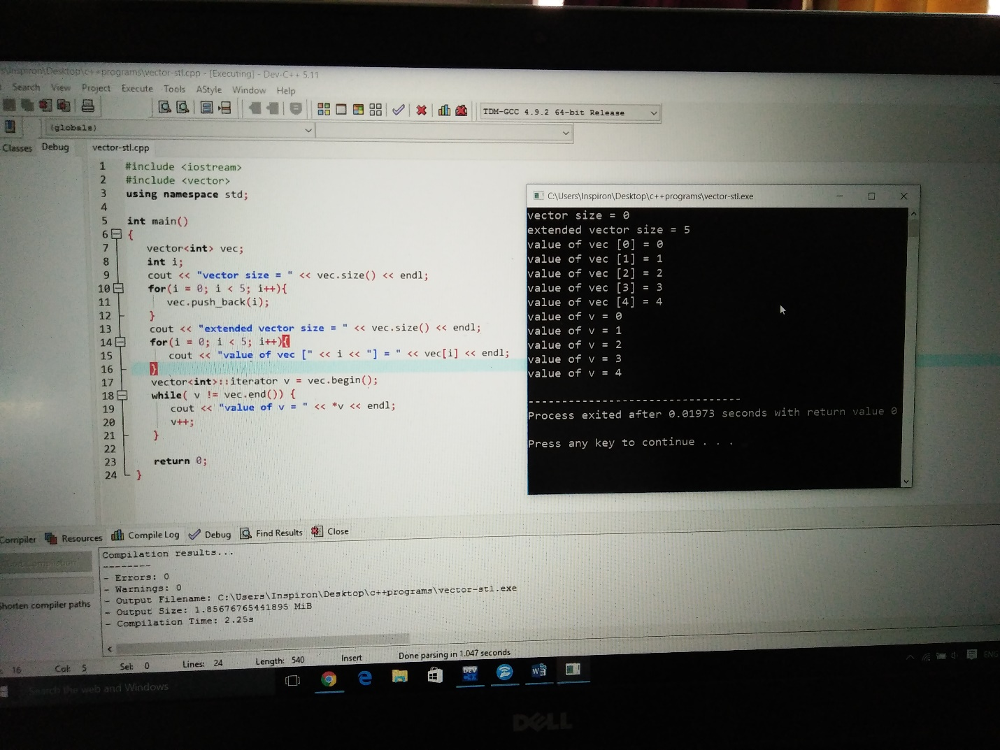 s\Inspiron\Desktop\c++programs\vector-stl.cpp - [Executing] - Dev-C++ 5.11
Search View Project Execute Tools AStyle Window Help
TDM-GCC 4.9.2 64-bit Release
(globals)
Classes Debug vector-stl.cpp
1 #include <iostream>
2 #include <vector>
3 using namespace std;
4
5 int main()
6 {
7 vector<int> vec;
8 int i;
9 cout << "vector size = " << vec.size() << endl;
10 for(i = 0; i < 5; i++){
11 vec.push_back(i);
12 }
13 cout << "extended vector size = " << vec.size() << endl;
14 for(i = 0; i < 5; i++){
15 cout << "value of vec [" << i << "] = " << vec[i] << endl;
16 }
17 vector<int>::iterator v = vec.begin();
18 while( v != vec.end()) {
19 cout << "value of v = " << *v << endl;
20 v++;
21 }
22
23 return 0;
24 }
C:\Users\Inspiron\Desktop\c++programs\vector-stl.exe
vector size = 0
extended vector size = 5
value of vec [0] = 0
value of vec [1] = 1
value of vec [2] = 2
value of vec [3] = 3
value of vec [4] = 4
value of v = 0
value of v = 1
value of v = 2
value of v = 3
value of v = 4
--------------------------------
Process exited after 0.01973 seconds with return value 0
Press any key to continue . . .
Compiler Resources Compile Log Debug Find Results Close
Shorten compiler paths
Compilation results...
--------
- Errors: 0
- Warnings: 0
- Output Filename: C:\Users\Inspiron\Desktop\c++programs\vector-stl.exe
- Output Size: 1.85676765441895 MiB
- Compilation Time: 2.25s
16 Col: 5 Sel: 0 Lines: 24 Length: 540 Insert Done parsing in 1.047 seconds
Search the web and Windows
DEV
W
ENG
DELL